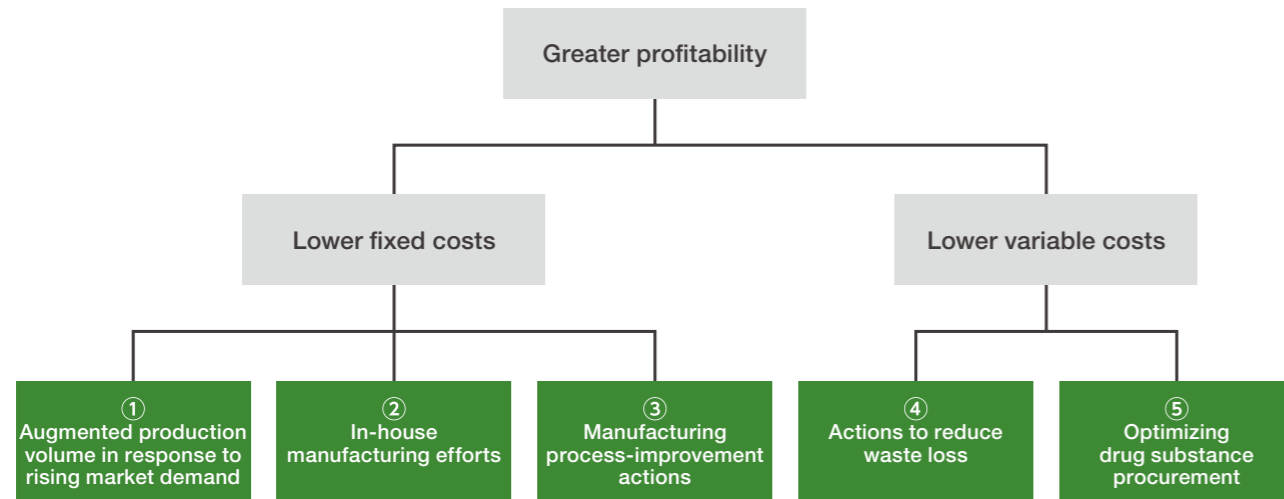 Greater profitability
Lower fixed costs
Lower variable costs
①
Augmented production
volume in response to
rising market demand
②
In-house
manufacturing efforts
③
Manufacturing
process-improvement
actions
④
Actions to reduce
waste loss
⑤
Optimizing
drug substance
procurement